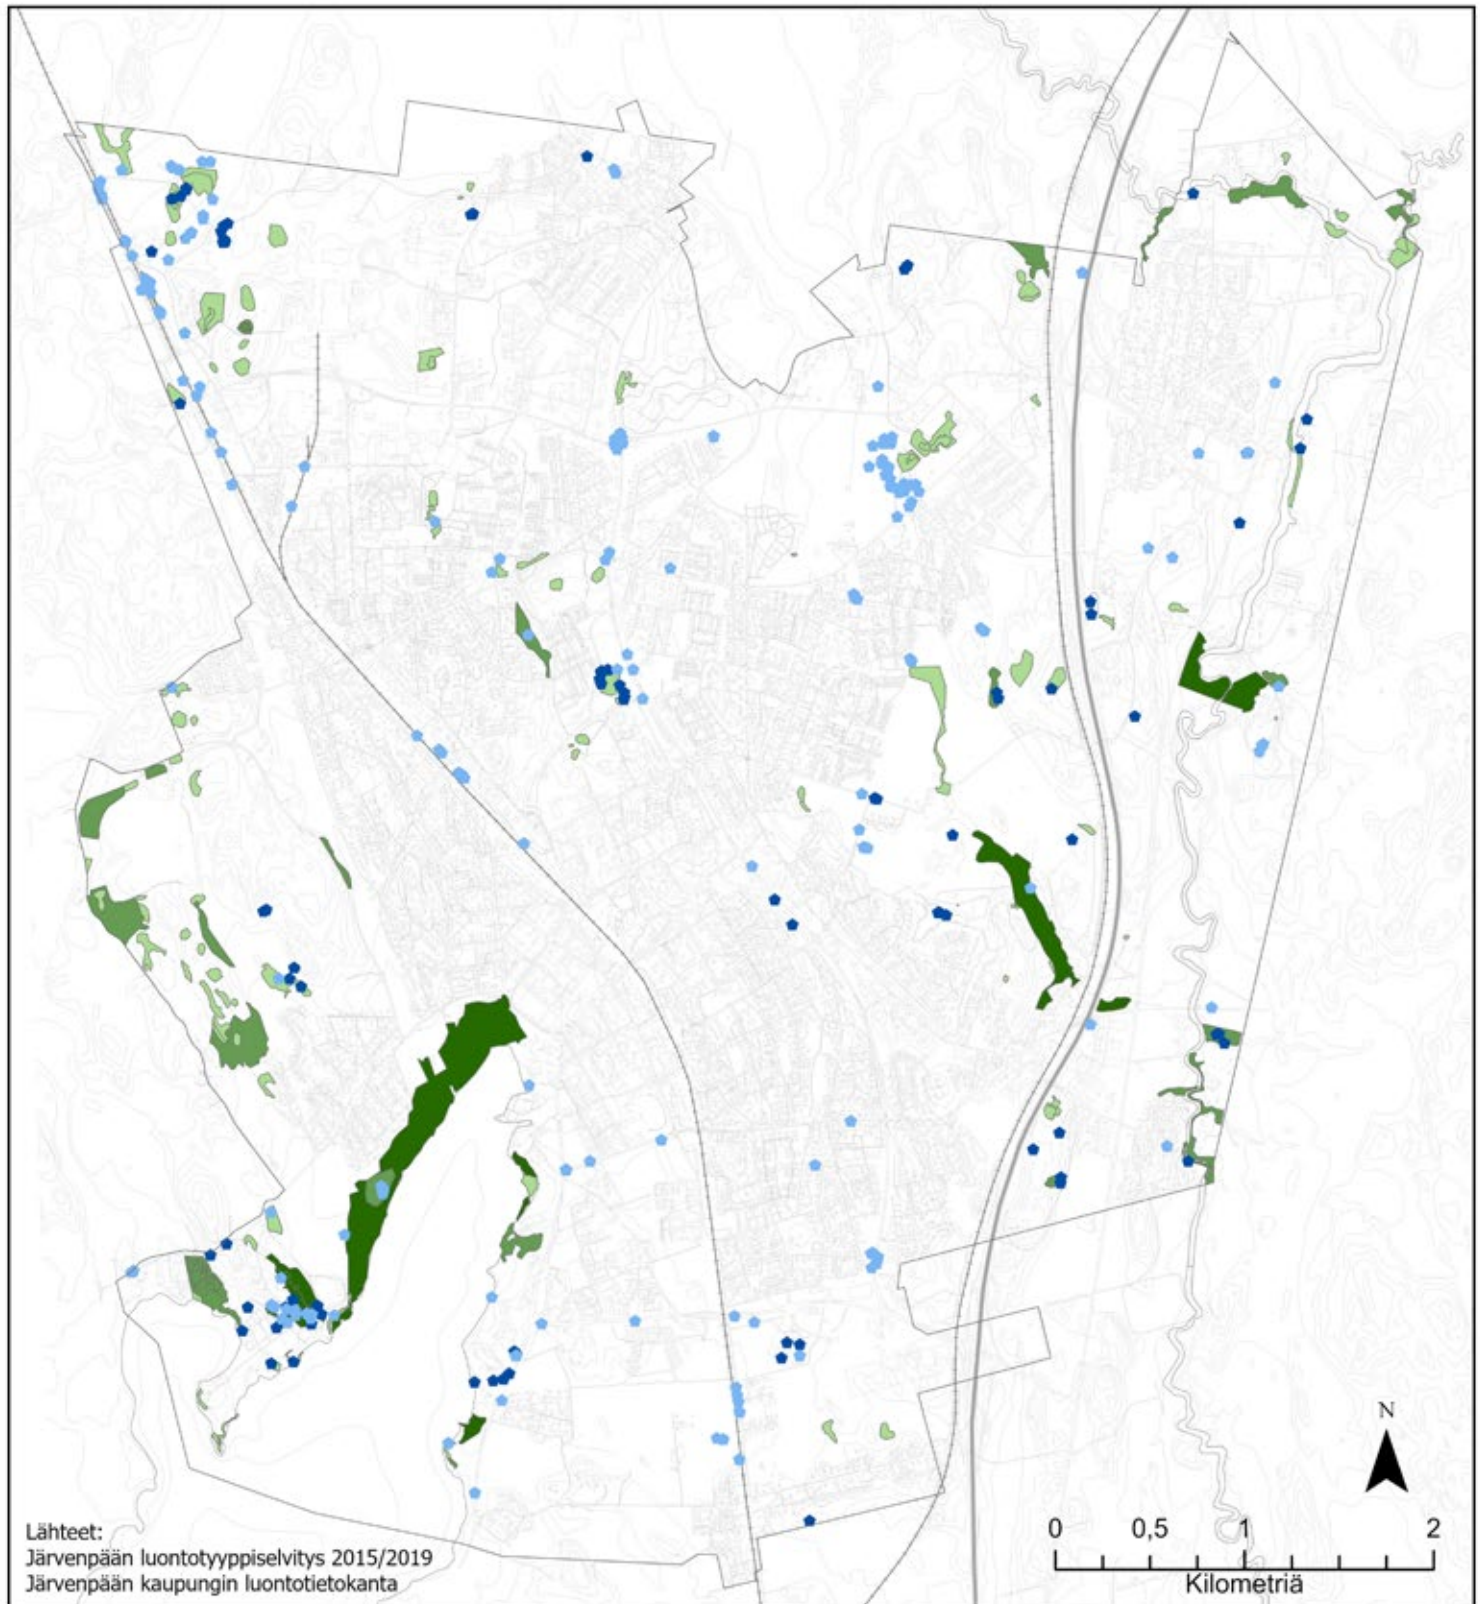 N
0 0,5 1 2
Kilometriä
Lähteet:
Järvenpään luontotyyppiselvitys 2015/2019
Järvenpään kaupungin luontotietokanta